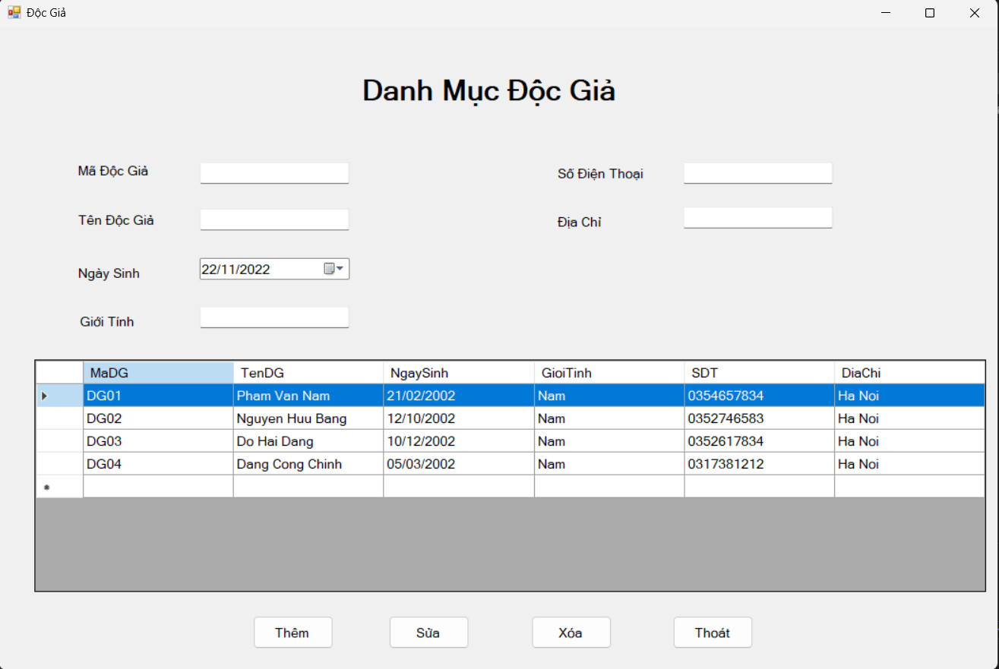 Độc Giả
Danh Mục Độc Giả
Mã Độc Giả
Số Điện Thoại
Tên Độc Giả
Địa Chỉ
Ngày Sinh 22/11/2022
Giới Tính
MaDG TenDG NgaySinh GioiTinh SDT DiaChi
DG01 Pham Van Nam 21/02/2002 Nam 0354657834 Ha Noi
DG02 Nguyen Huu Bang 12/10/2002 Nam 0352746583 Ha Noi
DG03 Do Hai Dang 10/12/2002 Nam 0352617834 Ha Noi
DG04 Dang Cong Chinh 05/03/2002 Nam 0317381212 Ha Noi
Thêm Sửa Xóa Thoát